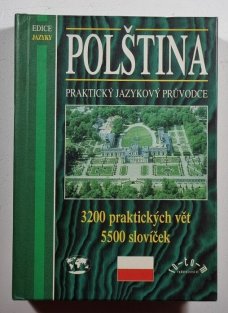 EDICE
JAZYKY
POLŠTINA
PRAKTICKÝ JAZYKOVÝ PRŮVODCE
3200 praktických vět
5500 slovíček